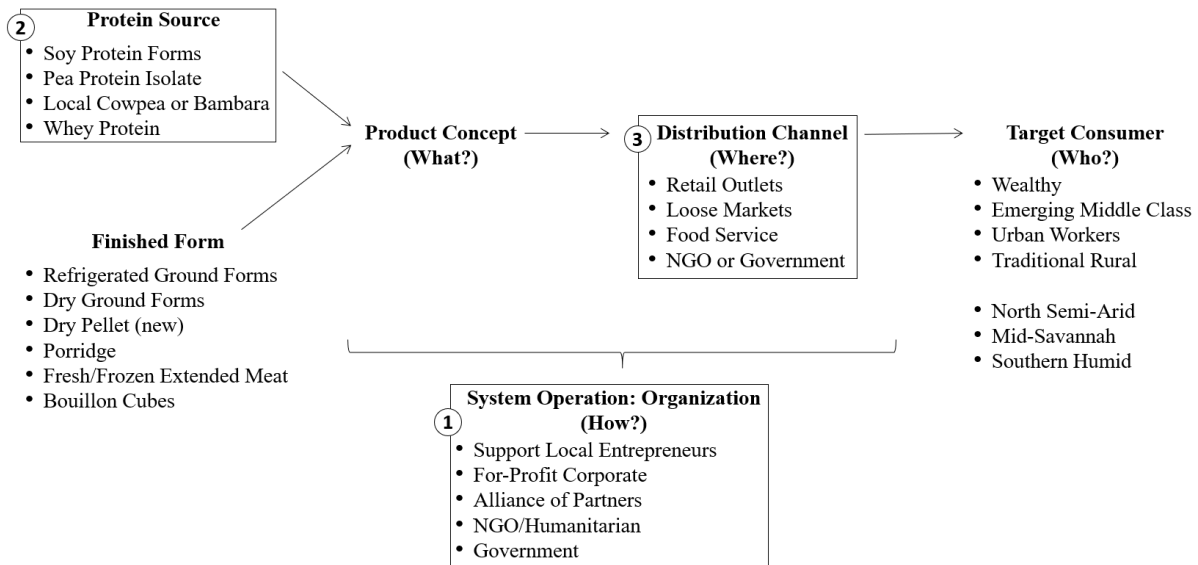 2
Protein Source
• Soy Protein Forms
• Pea Protein Isolate
• Local Cowpea or Bambara
• Whey Protein
Finished Form
• Refrigerated Ground Forms
• Dry Ground Forms
• Dry Pellet (new)
• Porridge
• Fresh/Frozen Extended Meat
• Bouillon Cubes
Product Concept
(What?)
3
Distribution Channel
(Where?)
• Retail Outlets
• Loose Markets
• Food Service
• NGO or Government
Target Consumer
(Who?)
• Wealthy
• Emerging Middle Class
• Urban Workers
• Traditional Rural
• North Semi-Arid
• Mid-Savannah
• Southern Humid
1
System Operation: Organization
(How?)
• Support Local Entrepreneurs
• For-Profit Corporate
• Alliance of Partners
• NGO/Humanitarian
• Government